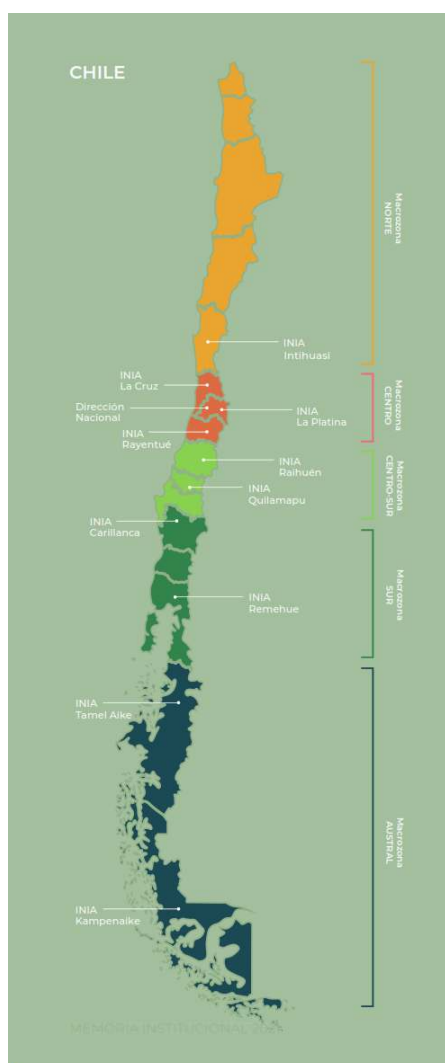 CHILE
Macrozona
NORTE
INIA
Intihuasi
INIA
La Cruz
Dirección
Nacional
INIA
La Platina
INIA
Rayentué
Macrozona
CENTRO
INIA
Raihuén
INIA
Quilamapu
Macrozona
CENTRO-SUR
INIA
Carillanca
INIA
Remehue
Macrozona
SUR
INIA
Tamel Aike
Macrozona
AUSTRAL
INIA
Kampenaike
MEMORIA INSTITUCIONAL